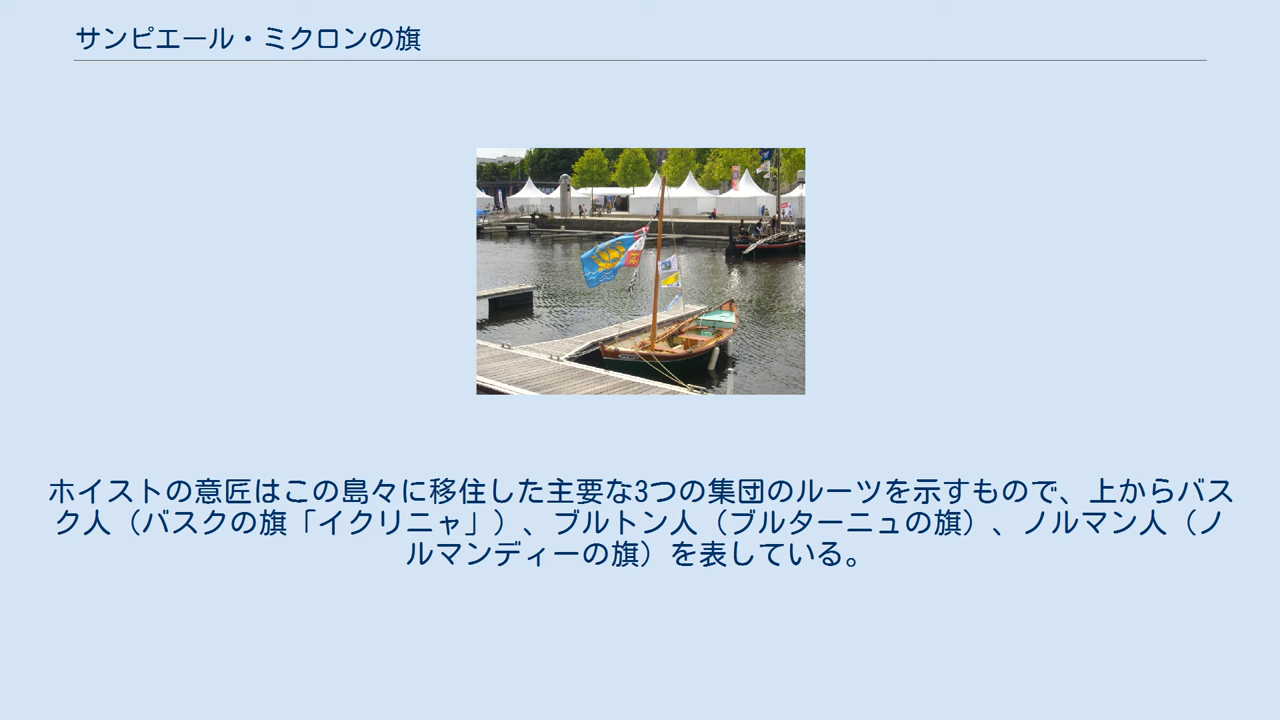 サンピエール・ミクロンの旗
ホイストの意匠はこの島々に移住した主要な3つの集団のルーツを示すもので、上からバス
ク人（バスクの旗「イクリニャ」）、ブルトン人（ブルターニュの旗）、ノルマン人（ノ
ルマンディーの旗）を表している。